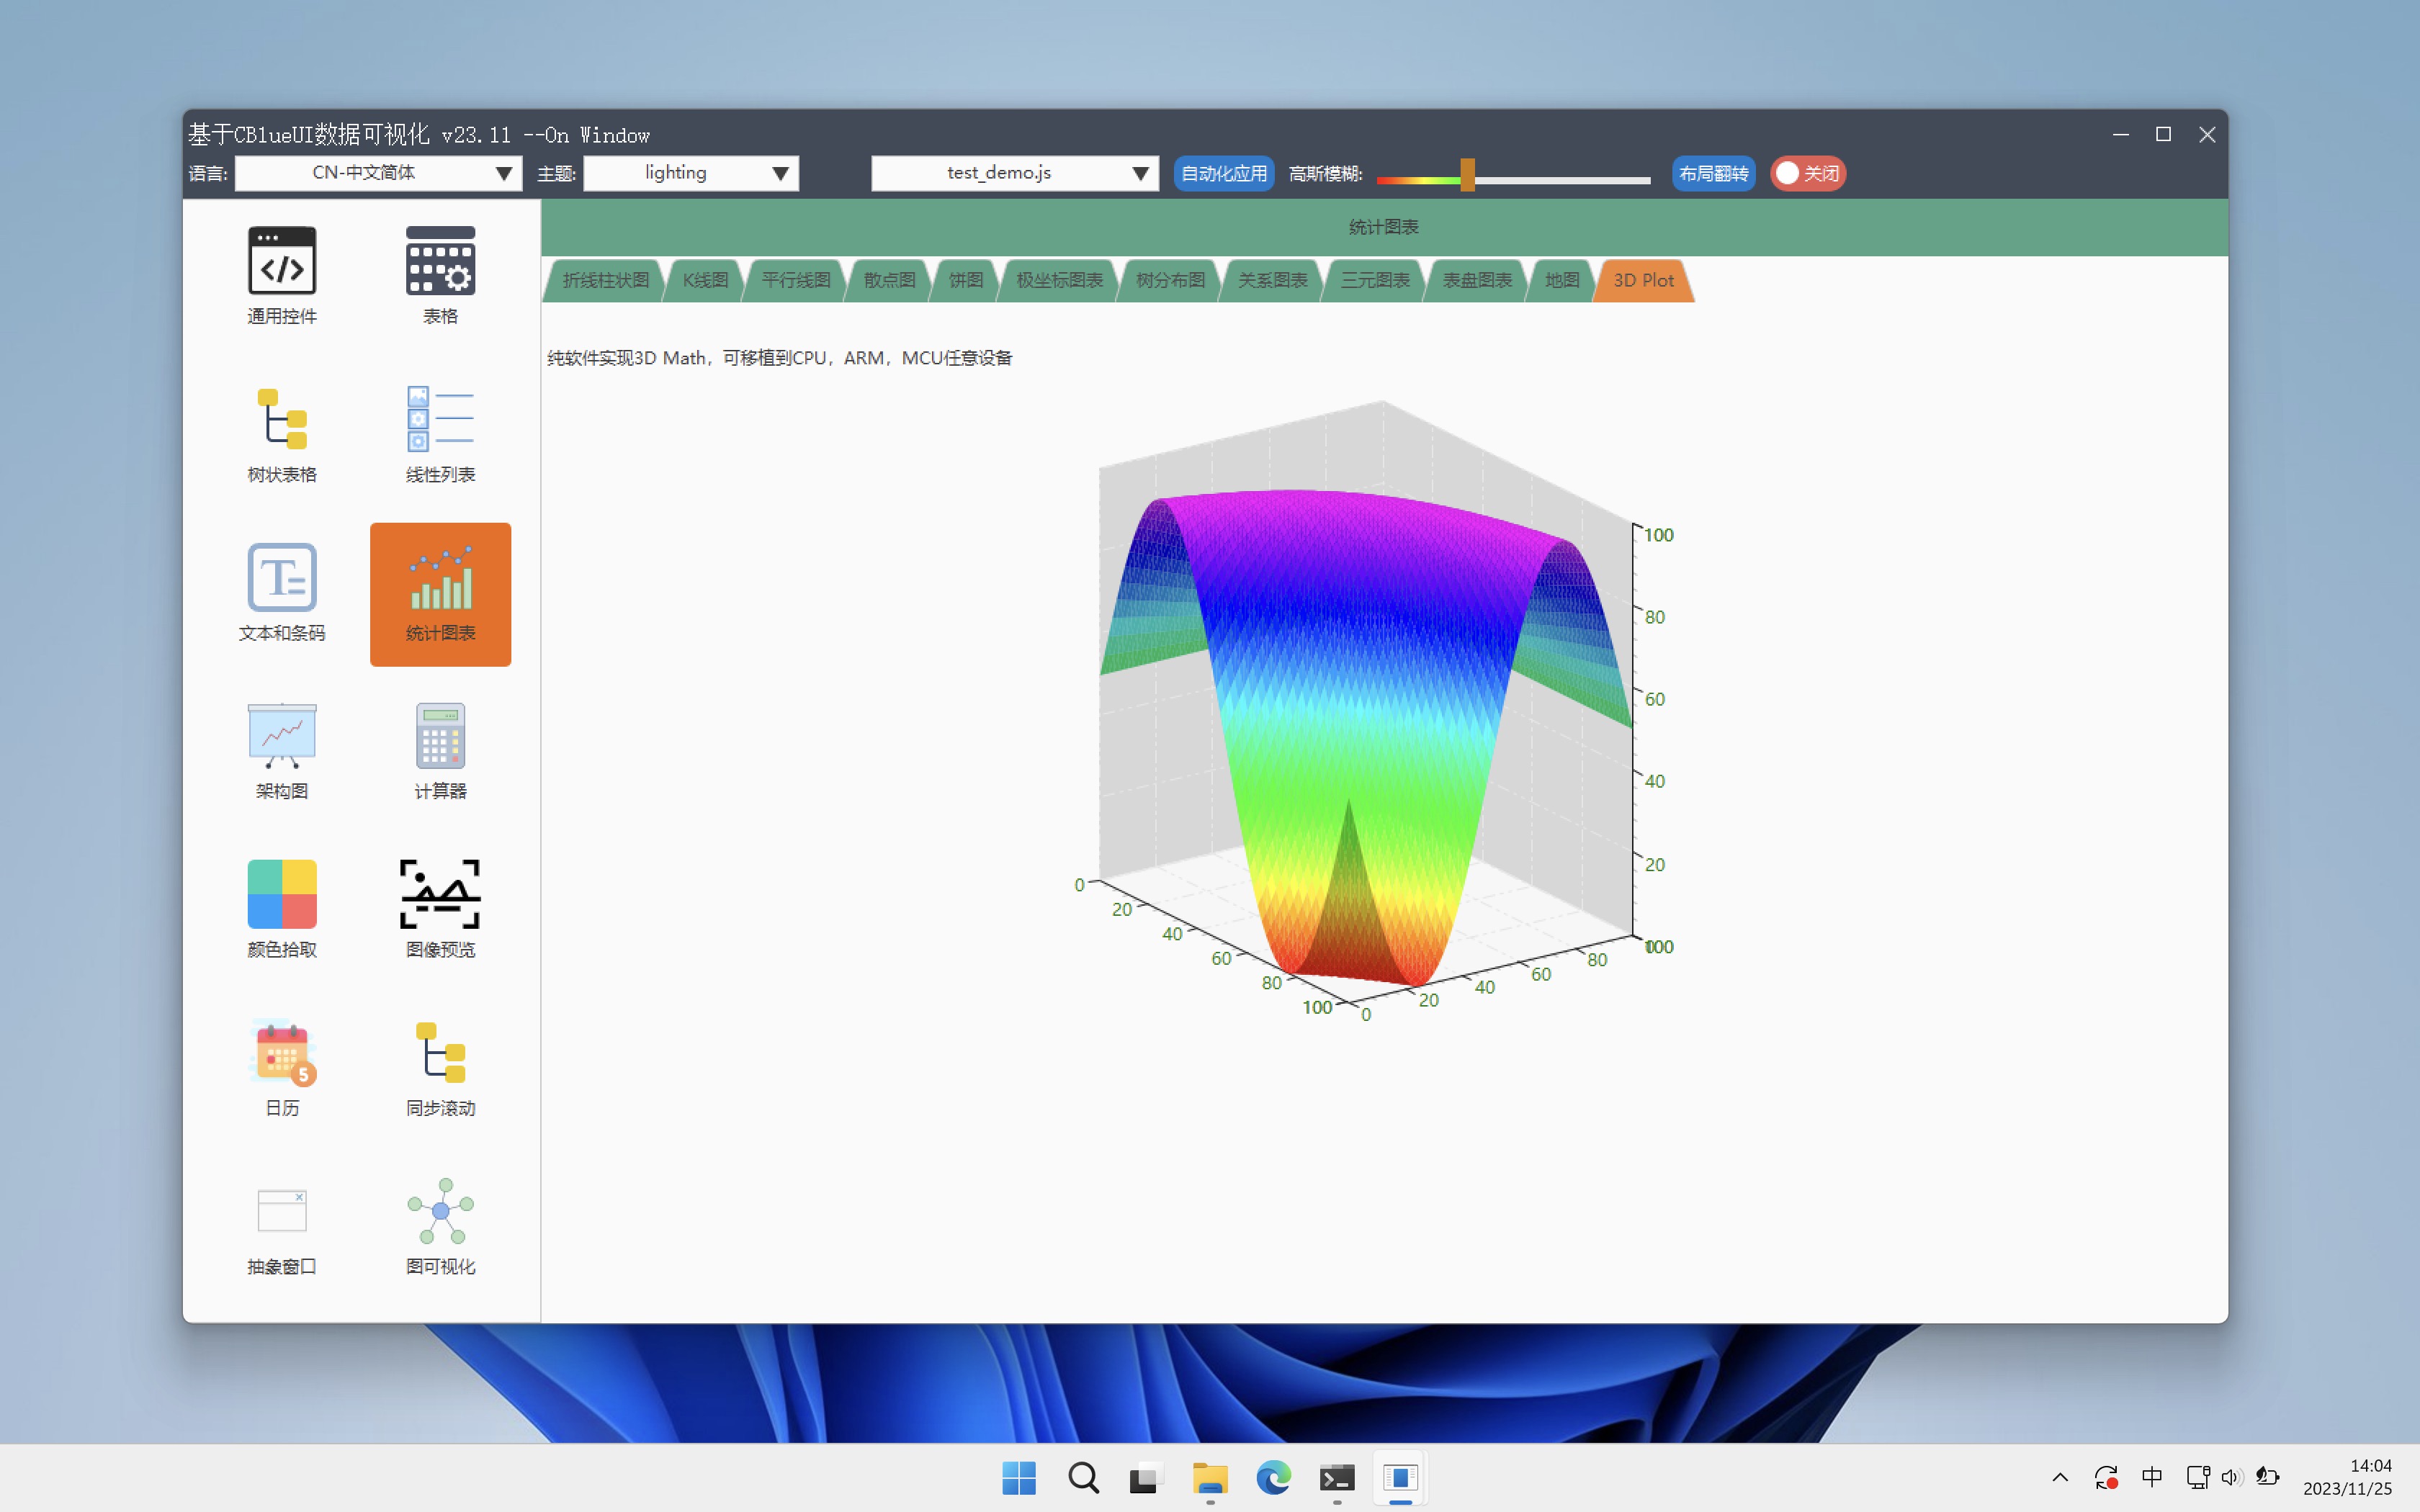 基于CBlueUI数据可视化 v23.11 --On Window
语言: CN-中文简体 主题: lighting test_demo.js 自动化应用 高斯模糊: 布局翻转 关闭
统计图表
折线柱状图 K线图 平行线图 散点图 饼图 极坐标图表 树分布图 关系图表 三元图表 表盘图表 地图 3D Plot
通用控件 表格
树状表格 线性列表
文本和条码 统计图表
架构图 计算器
颜色拾取 图像预览
5
日历 同步滚动
抽象窗口 图可视化
纯软件实现3D Math，可移植到CPU，ARM，MCU任意设备
100
80
60
40
20
0
20
40
60
80
100
0
20
40
60
80
100
中
14:04
2023/11/25